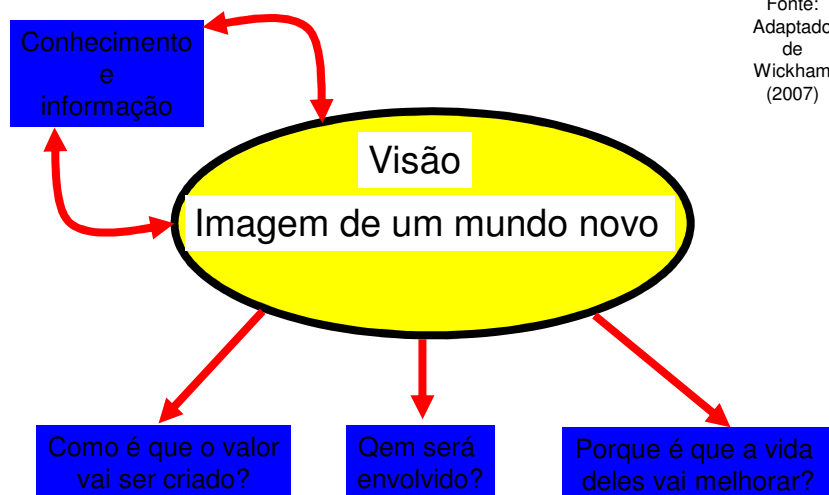 Fonte:
Adaptado
de
Wickham
(2007)
Conhecimento
e
informação
Visão
Imagem de um mundo novo
Como é que o valor
vai ser criado?
Qem será
envolvido?
Porque é que a vida
deles vai melhorar?